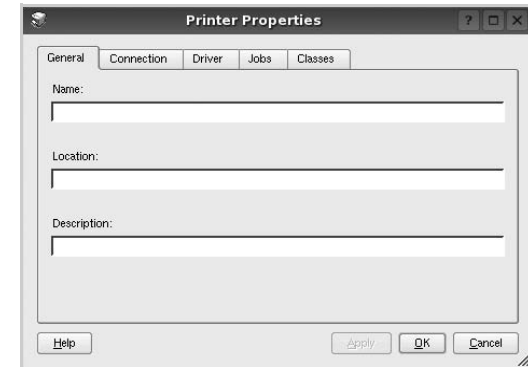 Printer Properties
?
General Connection Driver Jobs Classes
Name:
Location:
Description:
Help Apply OK Cancel